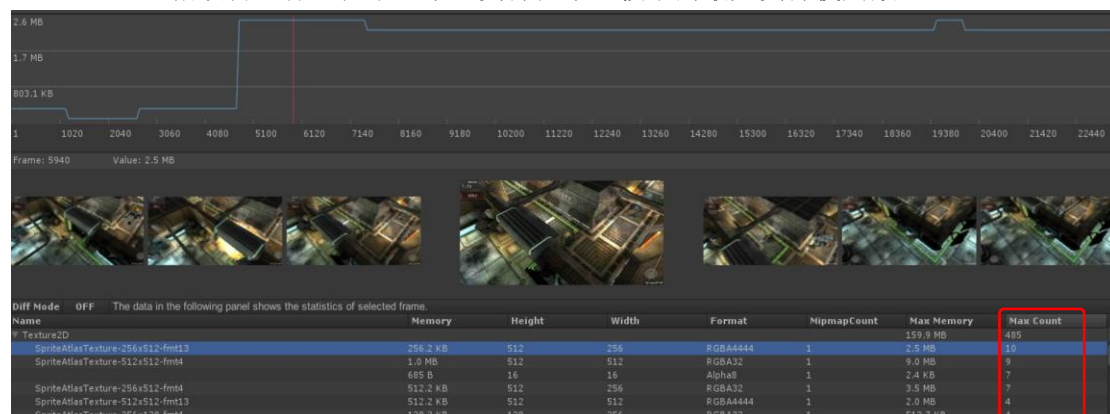 2.6 MB
1.7 MB
803.1 KB
1 1020 2040 3060 4080 5100 6120 7140 8160 9180 10200 11220 12240 13260 14280 15300 16320 17340 18360 19380 20400 21420 22440
Frame: 5940 Value: 2.5 MB
Diff Mode OFF The data in the following panel shows the statistics of selected frame.
Name Memory Height Width Format MipmapCount Max Memory Max Count
Texture2D 159.9 MB 485
SpriteAtlasTexture-256x512-fmt13 256.2 KB 512 256 RGBA4444 1 2.5 MB 10
SpriteAtlasTexture-512x512-fmt4 1.0 MB 512 512 RGBA32 1 9.0 MB 9
685 B 16 16 Alpha8 1 2.4 KB 7
SpriteAtlasTexture-256x512-fmt4 512.2 KB 512 256 RGBA32 1 3.5 MB 7
SpriteAtlasTexture-512x512-fmt13 512.2 KB 512 512 RGBA4444 1 2.0 MB 4